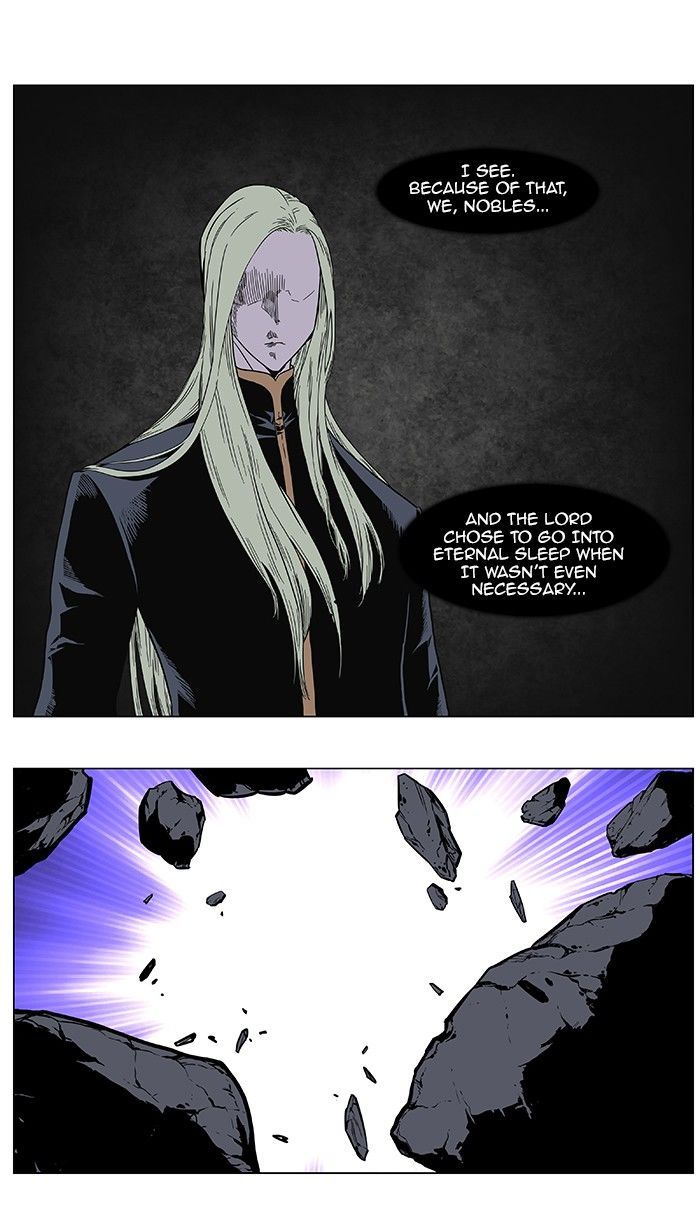 I SEE.
BECAUSE OF THAT,
WE, NOBLES...
AND THE LORD
CHOSE TO GO INTO
ETERNAL SLEEP WHEN
IT WASN'T EVEN
NECESSARY...